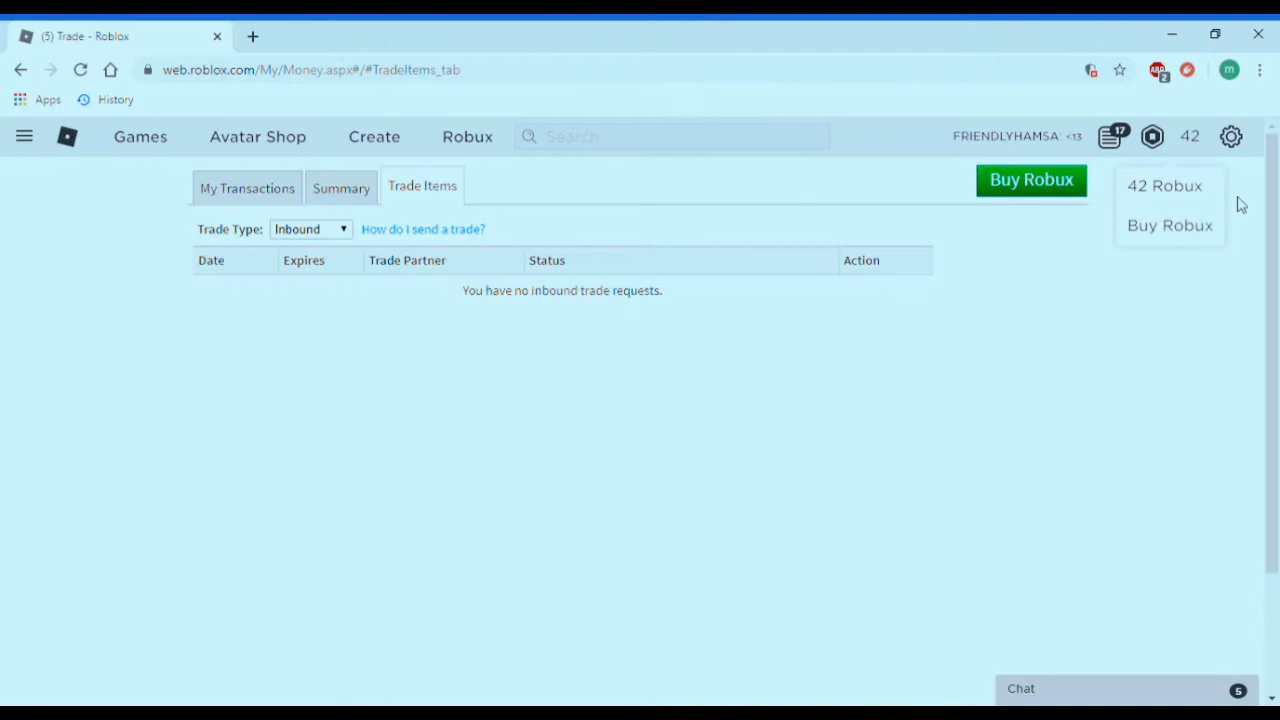 (5) Trade - Roblox
web.roblox.com/My/Money.aspx#/#TradeItems_tab
ABP
2
m
Apps
History
Games
Avatar Shop
Create
Robux
Search
FRIENDLYHAMSA: <13
17
42
My Transactions
Summary
Trade Items
Buy Robux
42 Robux
Buy Robux
Trade Type:
Inbound
How do I send a trade?
Date
Expires
Trade Partner
Status
Action
You have no inbound trade requests.
Chat
5